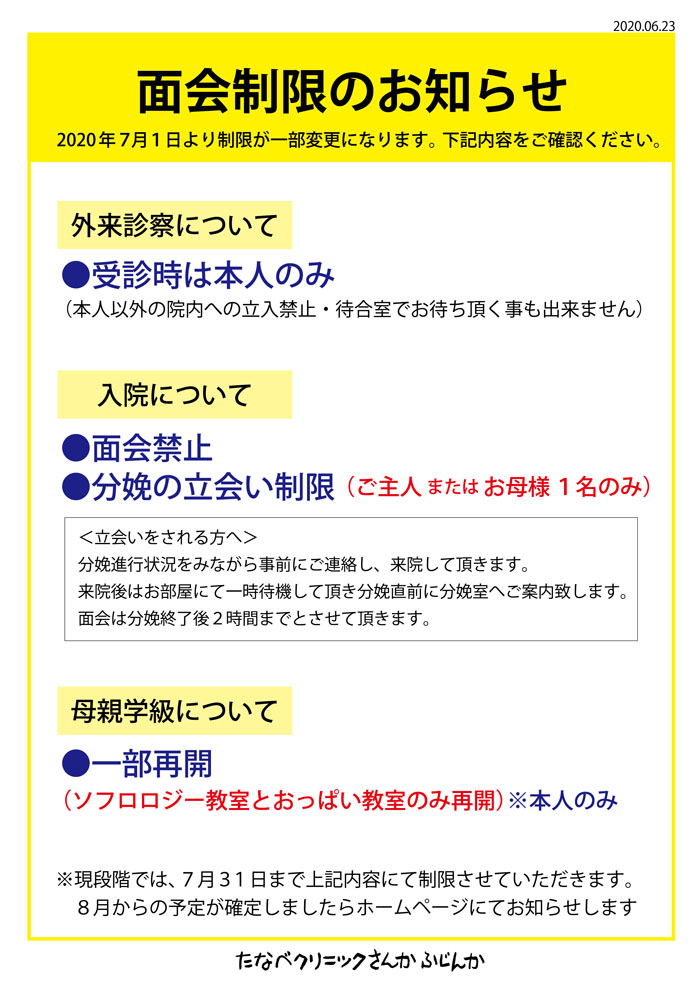 2020.06.23
面会制限のお知らせ
2020年7月1日より制限が一部変更になります。下記内容をご確認ください。
外来診察について
●受診時は本人のみ
（本人以外の院内への立入禁止・待合室でお待ち頂く事も出来ません）
入院について
●面会禁止
●分娩の立会い制限（ご主人 または お母様 1名のみ）
＜立会いをされる方へ＞
分娩進行状況をみながら事前にご連絡し、来院して頂きます。
来院後はお部屋にて一時待機して頂き分娩直前に分娩室へご案内致します。
面会は分娩終了後２時間までとさせて頂きます。
母親学級について
●一部再開
（ソフロロジー教室とおっぱい教室のみ再開）※本人のみ
※現段階では、７月３１日まで上記内容にて制限させていただきます。
８月からの予定が確定しましたらホームページにてお知らせします
たなべクリニックさんかふじんか